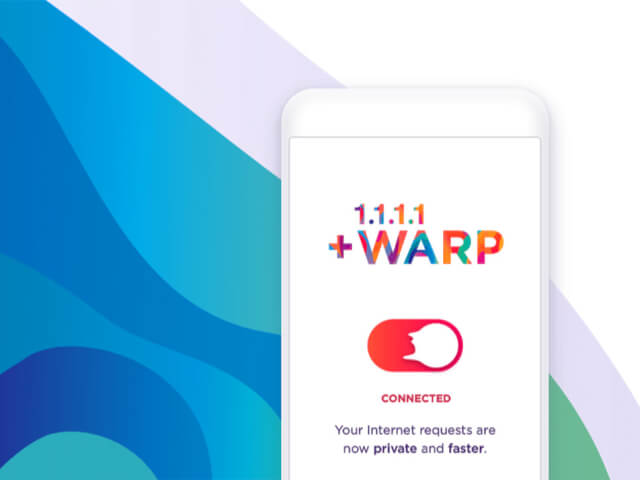 1.1.1.1
+WARP
CONNECTED
Your Internet requests are
now private and faster.